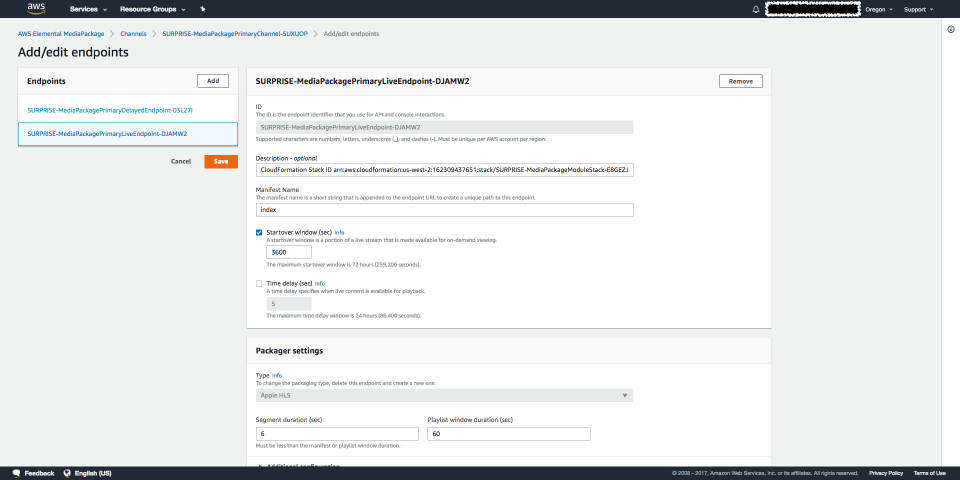 aws
Services
Resource Groups
Oregon
Support
AWS Elemental MediaPackage > Channels > SURPRISE-MediaPackagePrimaryChannel-SUXUOP > Add/edit endpoints
Add/edit endpoints
Endpoints
Add
SURPRISE-MediaPackagePrimaryDelayedEndpoint-03L27I
SURPRISE-MediaPackagePrimaryLiveEndpoint-DJAMW2
Cancel
Save
SURPRISE-MediaPackagePrimaryLiveEndpoint-DJAMW2
Remove
ID
The ID is the endpoint identifier that you use for API and console interactions.
SURPRISE-MediaPackagePrimaryLiveEndpoint-DJAMW2
Supported characters are numbers, letters, underscores (_), and dashes (-). Must be unique per AWS account per region.
Description - optional
CloudFormation Stack ID arn:aws:cloudformation:us-west-2:162309437651:stack/SURPRISE-MediaPackageModuleStack-E8GEZJ
Manifest Name
The manifest name is a short string that is appended to the endpoint URL to create a unique path to this endpoint.
index
Startover window (sec) Info
A startover window is a portion of a live stream that is made available for on-demand viewing.
3600
The maximum startover window is 72 hours (259,200 seconds).
Time delay (sec) Info
A time delay specifies when live content is available for playback.
5
The maximum time delay window is 24 hours (86,400 seconds).
Packager settings
Type Info
To change the packaging type, delete this endpoint and create a new one.
Apple HLS
Segment duration (sec)
Playlist window duration (sec)
6
60
Must be less than the manifest or playlist window duration.
Additional configuration
Feedback
English (US)
© 2008 - 2017, Amazon Web Services, Inc. or its affiliates. All rights reserved.
Privacy Policy
Terms of Use